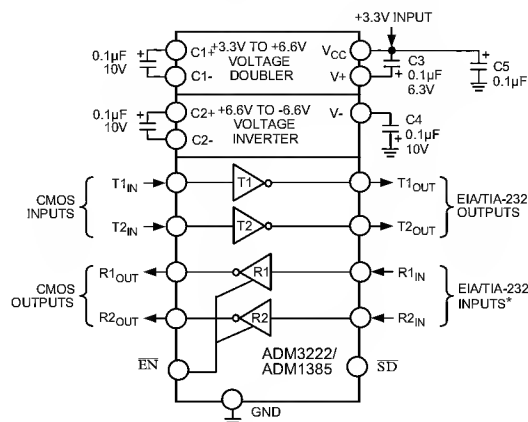 +3.3V INPUT
0.1µF
10V
C1+
C1-
+3.3V TO +6.6V
VOLTAGE
DOUBLER
VCC
V+
C3
0.1µF
6.3V
C5
0.1µF
0.1µF
10V
C2+
C2-
+6.6V TO -6.6V
VOLTAGE
INVERTER
V-
C4
0.1µF
10V
CMOS
INPUTS
T1IN
T1
T1OUT
EIA/TIA-232
OUTPUTS
T2IN
T2
T2OUT
CMOS
OUTPUTS
R1OUT
R1
R1IN
EIA/TIA-232
INPUTS*
R2OUT
R2
R2IN
EN
ADM3222/
ADM1385
SD
GND